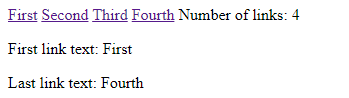 First Second Third Fourth Number of links: 4
First link text: First
Last link text: Fourth